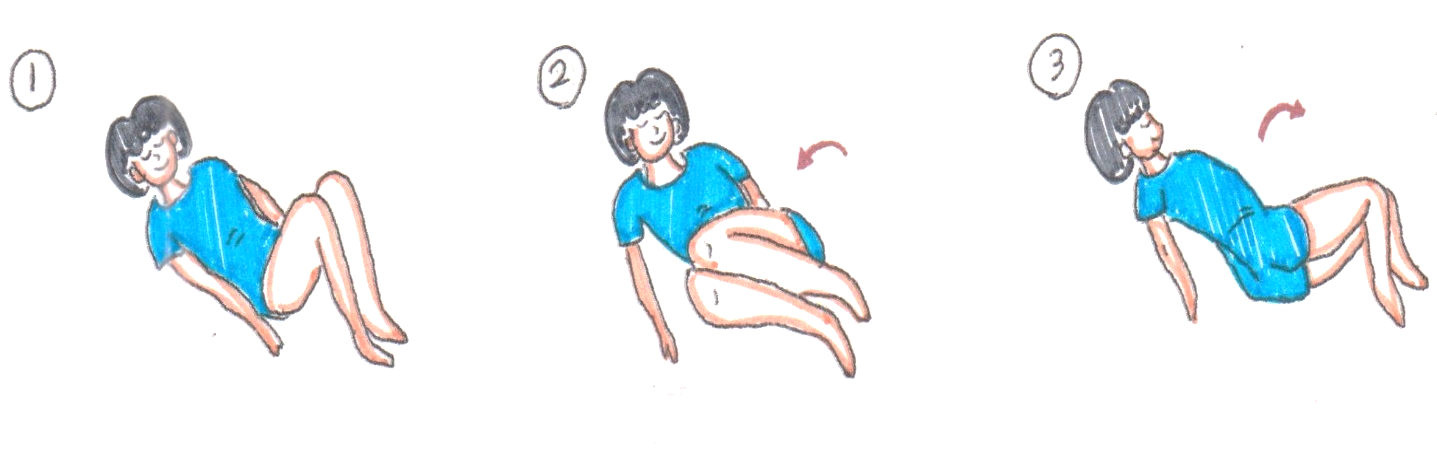 ①
②
③